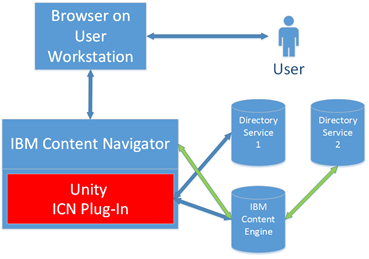 Browser on
User
Workstation
User
IBM Content Navigator
Unity
ICN Plug-In
Directory
Service
1
Directory
Service
2
IBM
Content
Engine